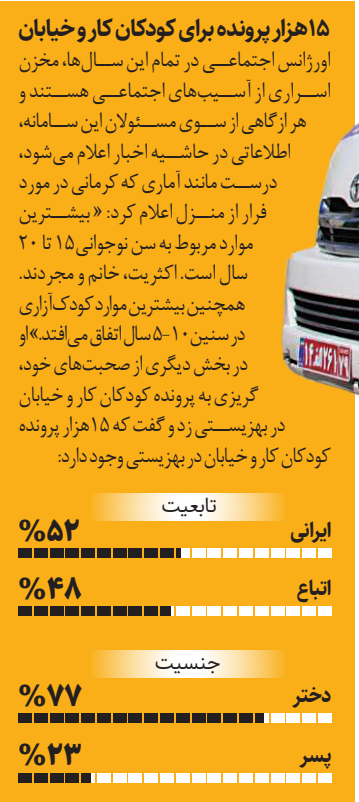 ۱۵هزار پرونده برای کودکان کار و خیابان
اورژانس اجتماعی در تمام این سال‌ها، مخزن
اسراری از آسیب‌های اجتماعی هستند و
هر ازگاهی از سوی مسئولان این سامانه،
اطلاعاتی در حاشیه اخبار اعلام می‌شود،
درست مانند آماری که کرمانی در مورد
فرار از منزل اعلام کرد: «بیشترین
موارد مربوط به سن نوجوانی ۱۵ تا ۲۰
سال است. اکثریت، خانم و مجردند.
همچنین بیشترین موارد کودک‌آزاری
در سنین ۱۰-۵ سال اتفاق می‌افتد.» او
در بخش دیگری از صحبت‌های خود،
گریزی به پرونده کودکان کار و خیابان
در بهزیستی زد و گفت که ۱۵هزار پرونده
کودکان کار و خیابان در بهزیستی وجود دارد:
تابعیت
ایرانی %۵۲
اتباع %۴۸
جنسیت
دختر %۷۷
پسر %۲۳